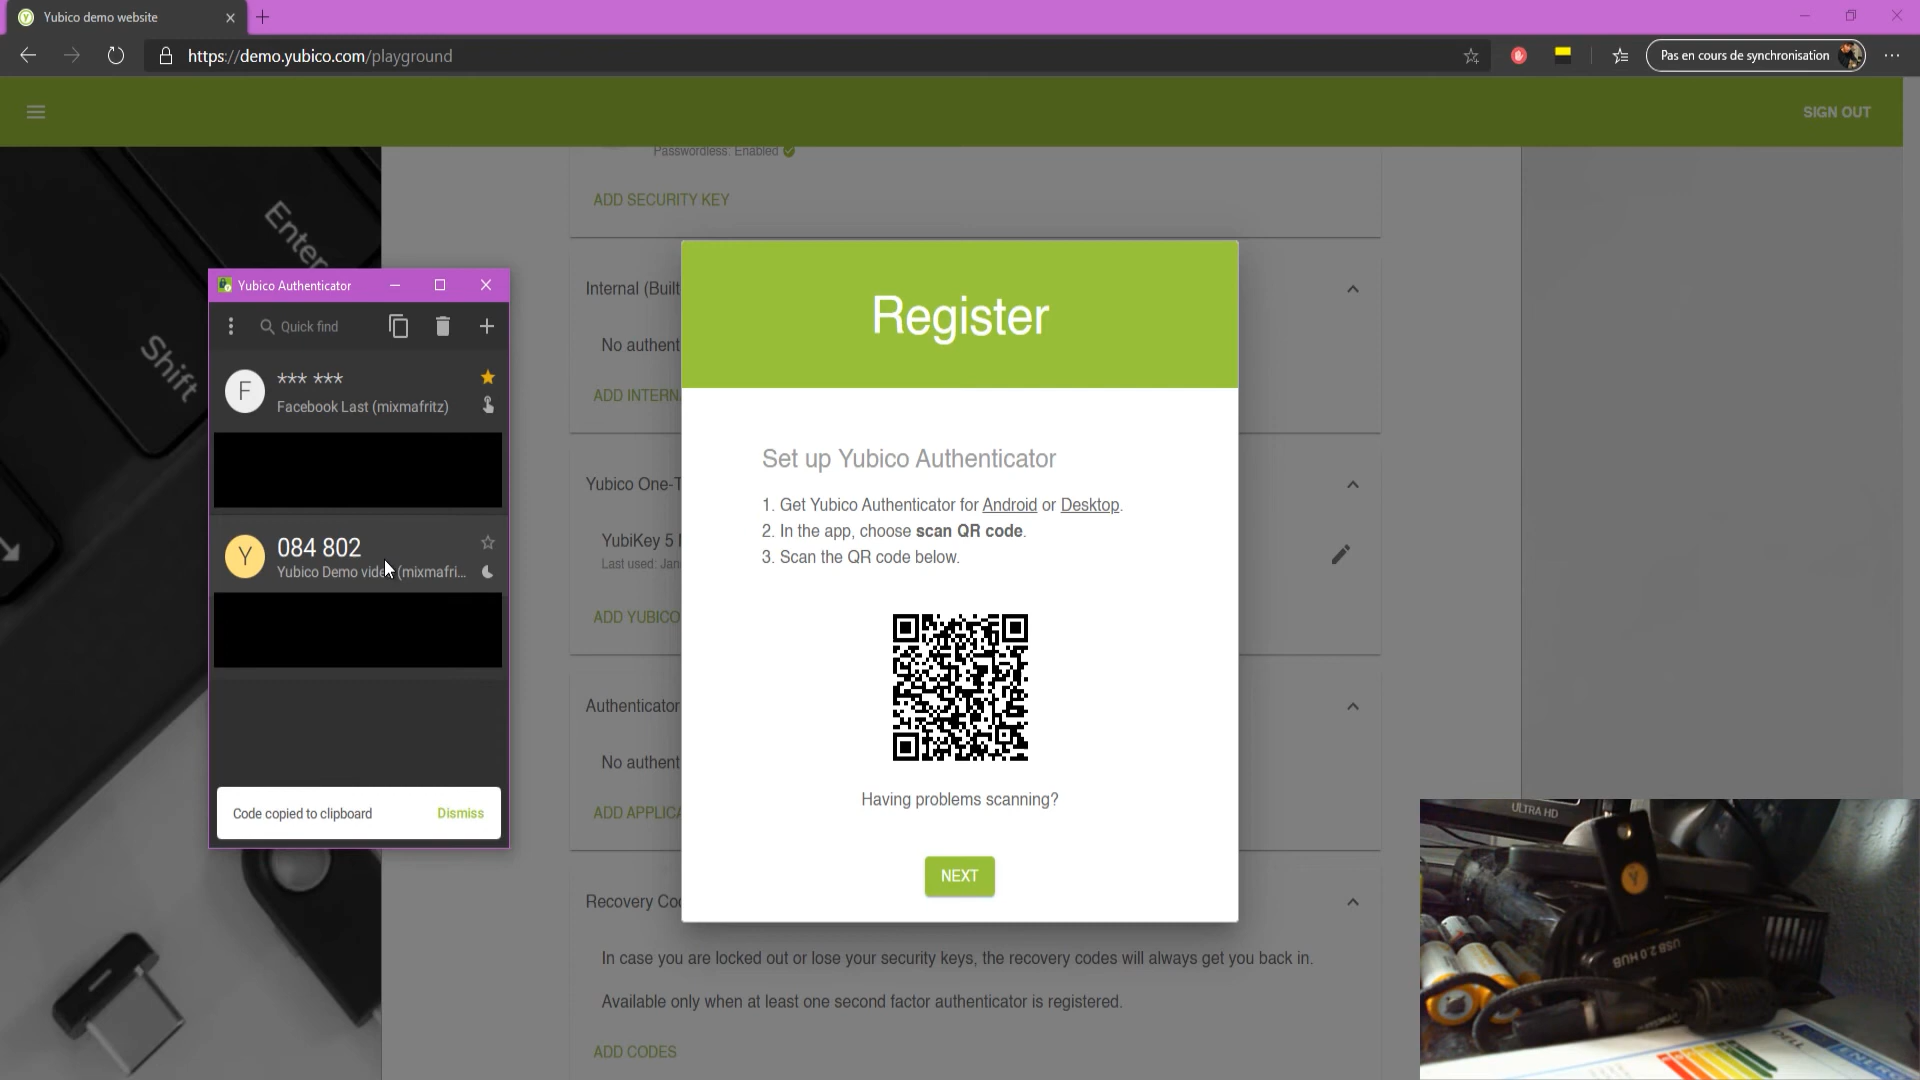 Yubico demo website
https://demo.yubico.com/playground
Pas en cours de synchronisation
SIGN OUT
Passwordless: Enabled
ADD SECURITY KEY
Enter
Shift
Yubico Authenticator
Quick find
F
*** ***
Facebook Last (mixmafritz)
Y
084 802
Yubico Demo vide (mixmafri...
Code copied to clipboard
Dismiss
Internal (Built
No authent
ADD INTERN
Yubico One-T
YubiKey 5
Last used: Jan
ADD YUBICO
Authenticator
No authent
ADD APPLICA
Recovery Co
Register
Set up Yubico Authenticator
1. Get Yubico Authenticator for Android or Desktop.
2. In the app, choose scan QR code.
3. Scan the QR code below.
Having problems scanning?
NEXT
In case you are locked out or lose your security keys, the recovery codes will always get you back in.
Available only when at least one second factor authenticator is registered.
ADD CODES
ULTRA HD
USB 2.0 HUB
DELL
ENERG